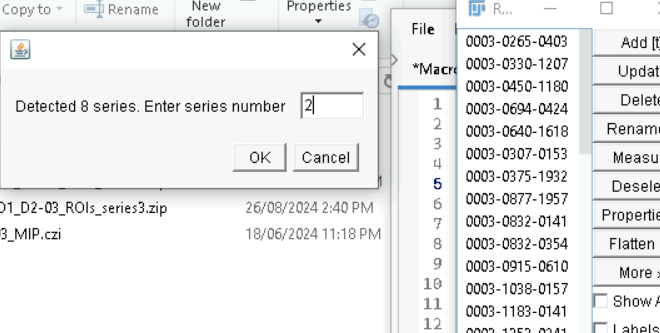 Copy to
Rename
New
folder
Properties
File
R...
Detected 8 series. Enter series number 2
OK
Cancel
D1_D2-03_ROIs_series3.zip 26/08/2024 2:40 PM
3_MIP.czi 18/06/2024 11:18 PM
*Macro
1
2
3
4
5
6
7
8
9
10
11
12
0003-0265-0403
0003-0330-1207
0003-0450-1180
0003-0694-0424
0003-0640-1618
0003-0307-0153
0003-0375-1932
0003-0877-1957
0003-0832-0141
0003-0832-0354
0003-0915-0610
0003-1038-0157
0003-1183-0141
Add [t]
Updat
Delete
Rename
Measu
Desele
Propertie
Flatten
More »
Show A
Labels